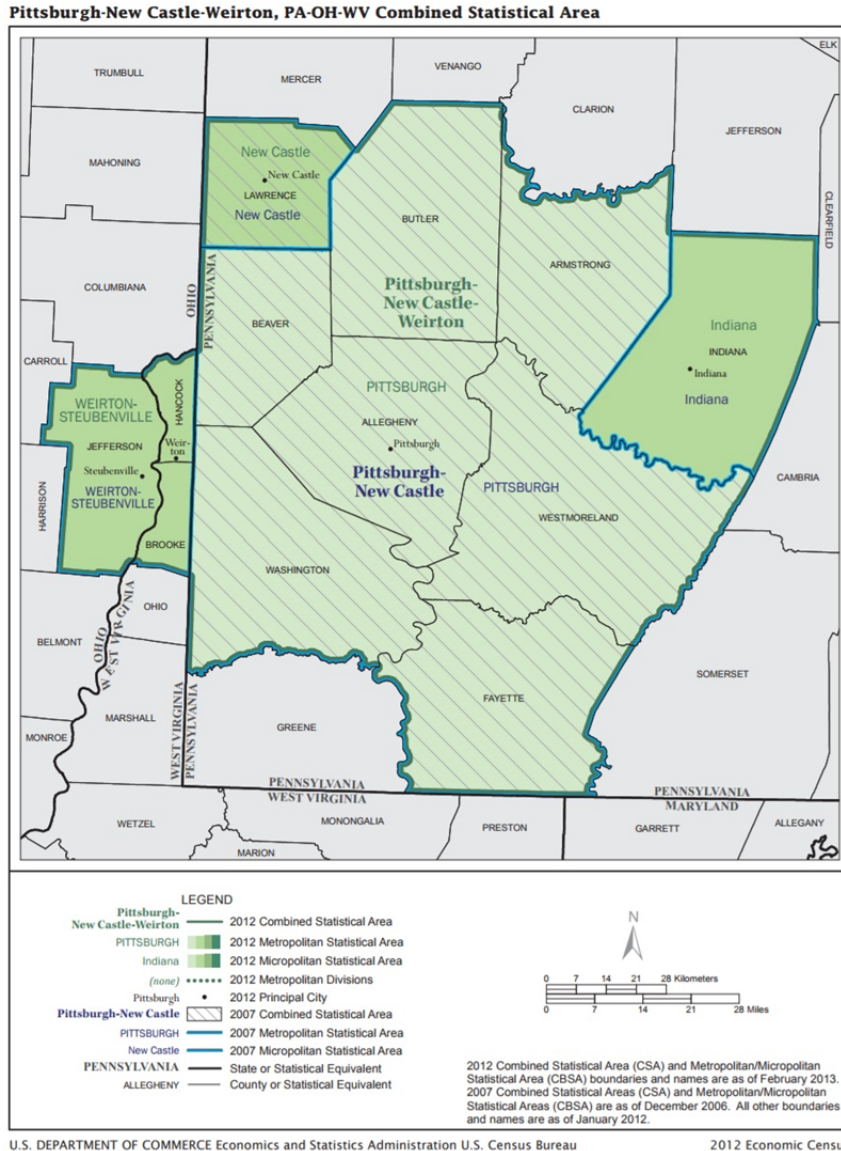 Pittsburgh-New Castle-Weirton, PA-OH-WV Combined Statistical Area
ELK
TRUMBULL
MERCER
VENANGO
CLARION
JEFFERSON
MAHONING
New Castle
New Castle
LAWRENCE
New Castle
CLEARFIELD
BUTLER
ARMSTRONG
COLUMBIANA
OHIO
PENNSYLVANIA
Pittsburgh-
New Castle-
Weirton
BEAVER
Indiana
INDIANA
Indiana
Indiana
CARROLL
HANCOCK
WEIRTON-
STEUBENVILLE
JEFFERSON
Weir-
ton
Steubenville
WEIRTON-
STEUBENVILLE
PITTSBURGH
ALLEGHENY
Pittsburgh
Pittsburgh-
New Castle
PITTSBURGH
WESTMORELAND
CAMBRIA
HARRISON
BROOKE
WASHINGTON
OHIO
BELMONT
OHIO
WEST VIRGINIA
SOMERSET
FAYETTE
MARSHALL
GREENE
MONROE
WEST VIRGINIA
PENNSYLVANIA
PENNSYLVANIA
WEST VIRGINIA
PENNSYLVANIA
MARYLAND
WETZEL
MONONGALIA
MARION
PRESTON
GARRETT
ALLEGANY
LEGEND
Pittsburgh-
New Castle-Weirton 2012 Combined Statistical Area
PITTSBURGH 2012 Metropolitan Statistical Area
Indiana 2012 Micropolitan Statistical Area
(none) 2012 Metropolitan Divisions
Pittsburgh 2012 Principal City
Pittsburgh-New Castle 2007 Combined Statistical Area
PITTSBURGH 2007 Metropolitan Statistical Area
New Castle 2007 Micropolitan Statistical Area
PENNSYLVANIA State or Statistical Equivalent
ALLEGHENY County or Statistical Equivalent
N
0 7 14 21 28 Kilometers
0 7 14 21 28 Miles
2012 Combined Statistical Area (CSA) and Metropolitan/Micropolitan
Statistical Area (CBSA) boundaries and names are as of February 2013.
2007 Combined Statistical Areas (CSA) and Metropolitan/Micropolitan
Statistical Areas (CBSA) are as of December 2006. All other boundaries
and names are as of January 2012.
U.S. DEPARTMENT OF COMMERCE Economics and Statistics Administration U.S. Census Bureau
2012 Economic Censu